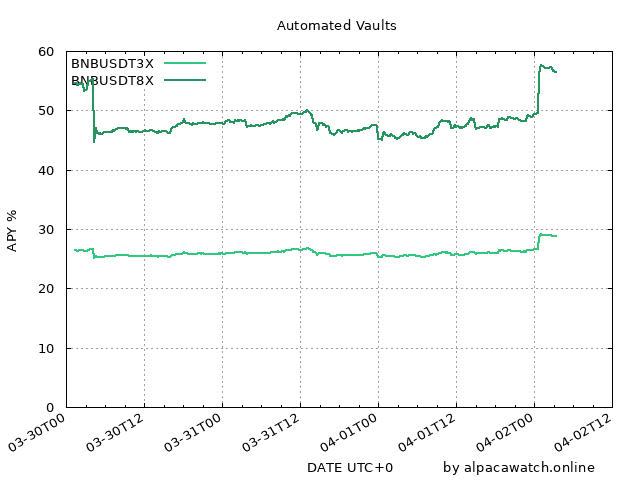 Automated Vaults
60
BNBUSDT3X
BNBUSDT8X
50
40
30
APY %
20
10
0
03-30T00
03-30T12
03-31T00
03-31T12
04-01T00
04-01T12
04-02T00
04-02T12
DATE UTC+0
by alpacawatch.online